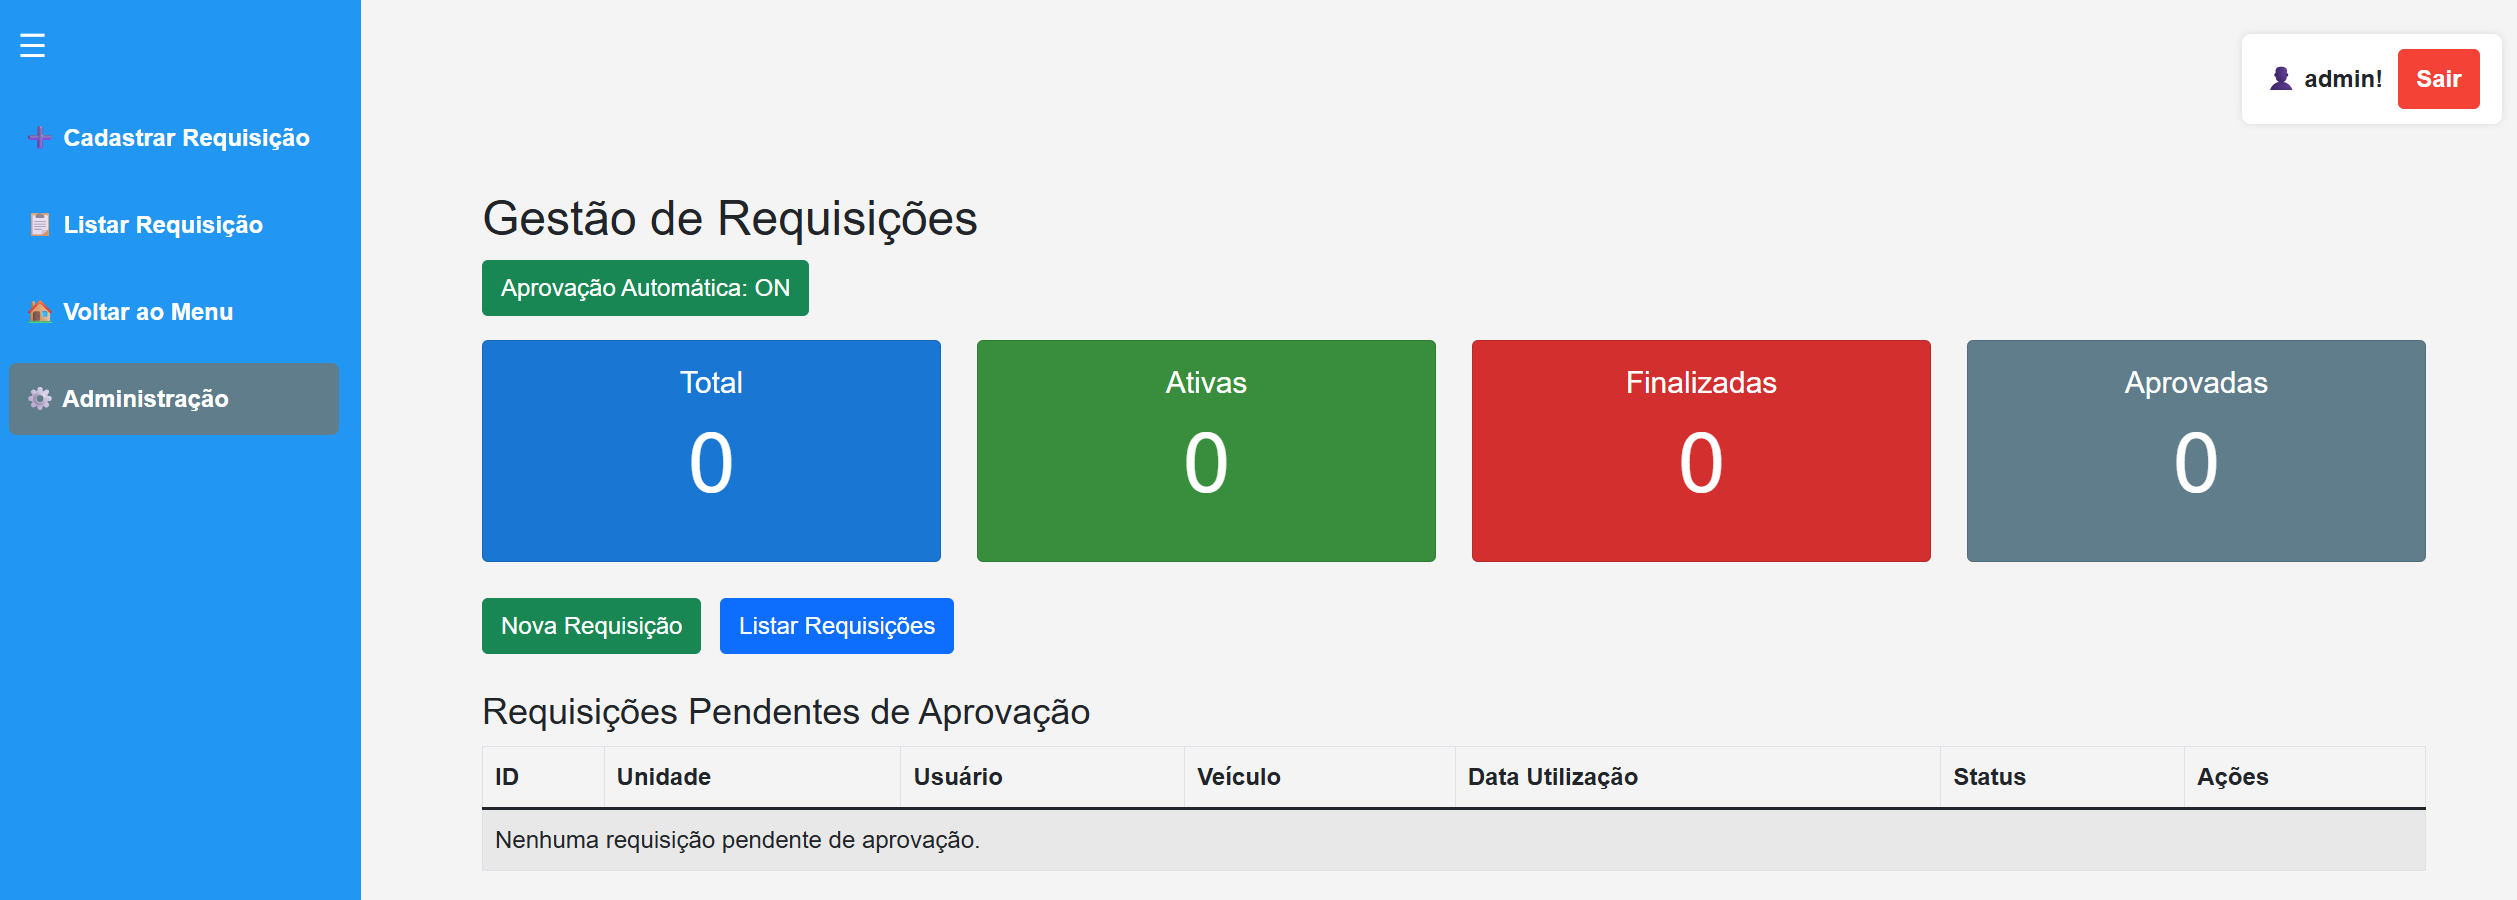 ☰
Cadastrar Requisição
Listar Requisição
Voltar ao Menu
Administração
admin! Sair
Gestão de Requisições
Aprovação Automática: ON
Total Ativas Finalizadas Aprovadas
0 0 0 0
Nova Requisição Listar Requisições
Requisições Pendentes de Aprovação
ID Unidade Usuário Veículo Data Utilização Status Ações
Nenhuma requisição pendente de aprovação.